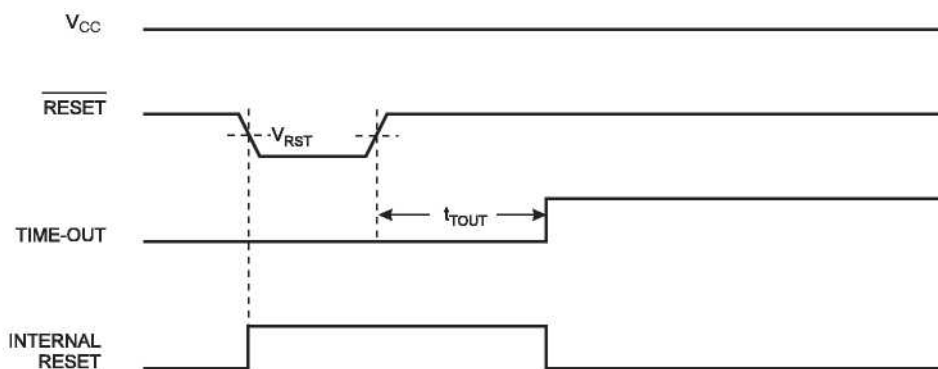 VCC
RESET
VRST
tTOUT
TIME-OUT
INTERNAL
RESET